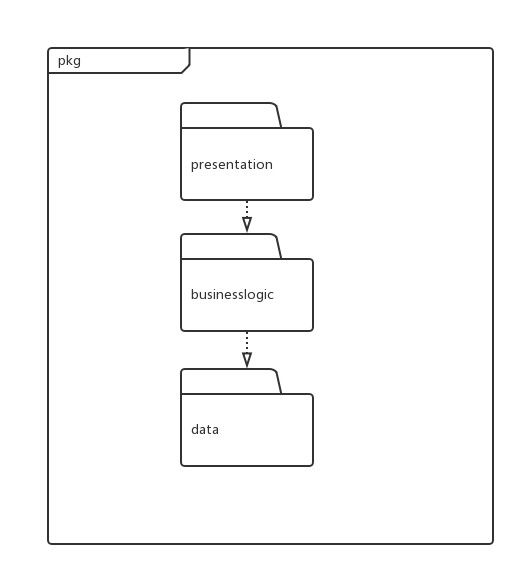 pkg
presentation
businesslogic
data